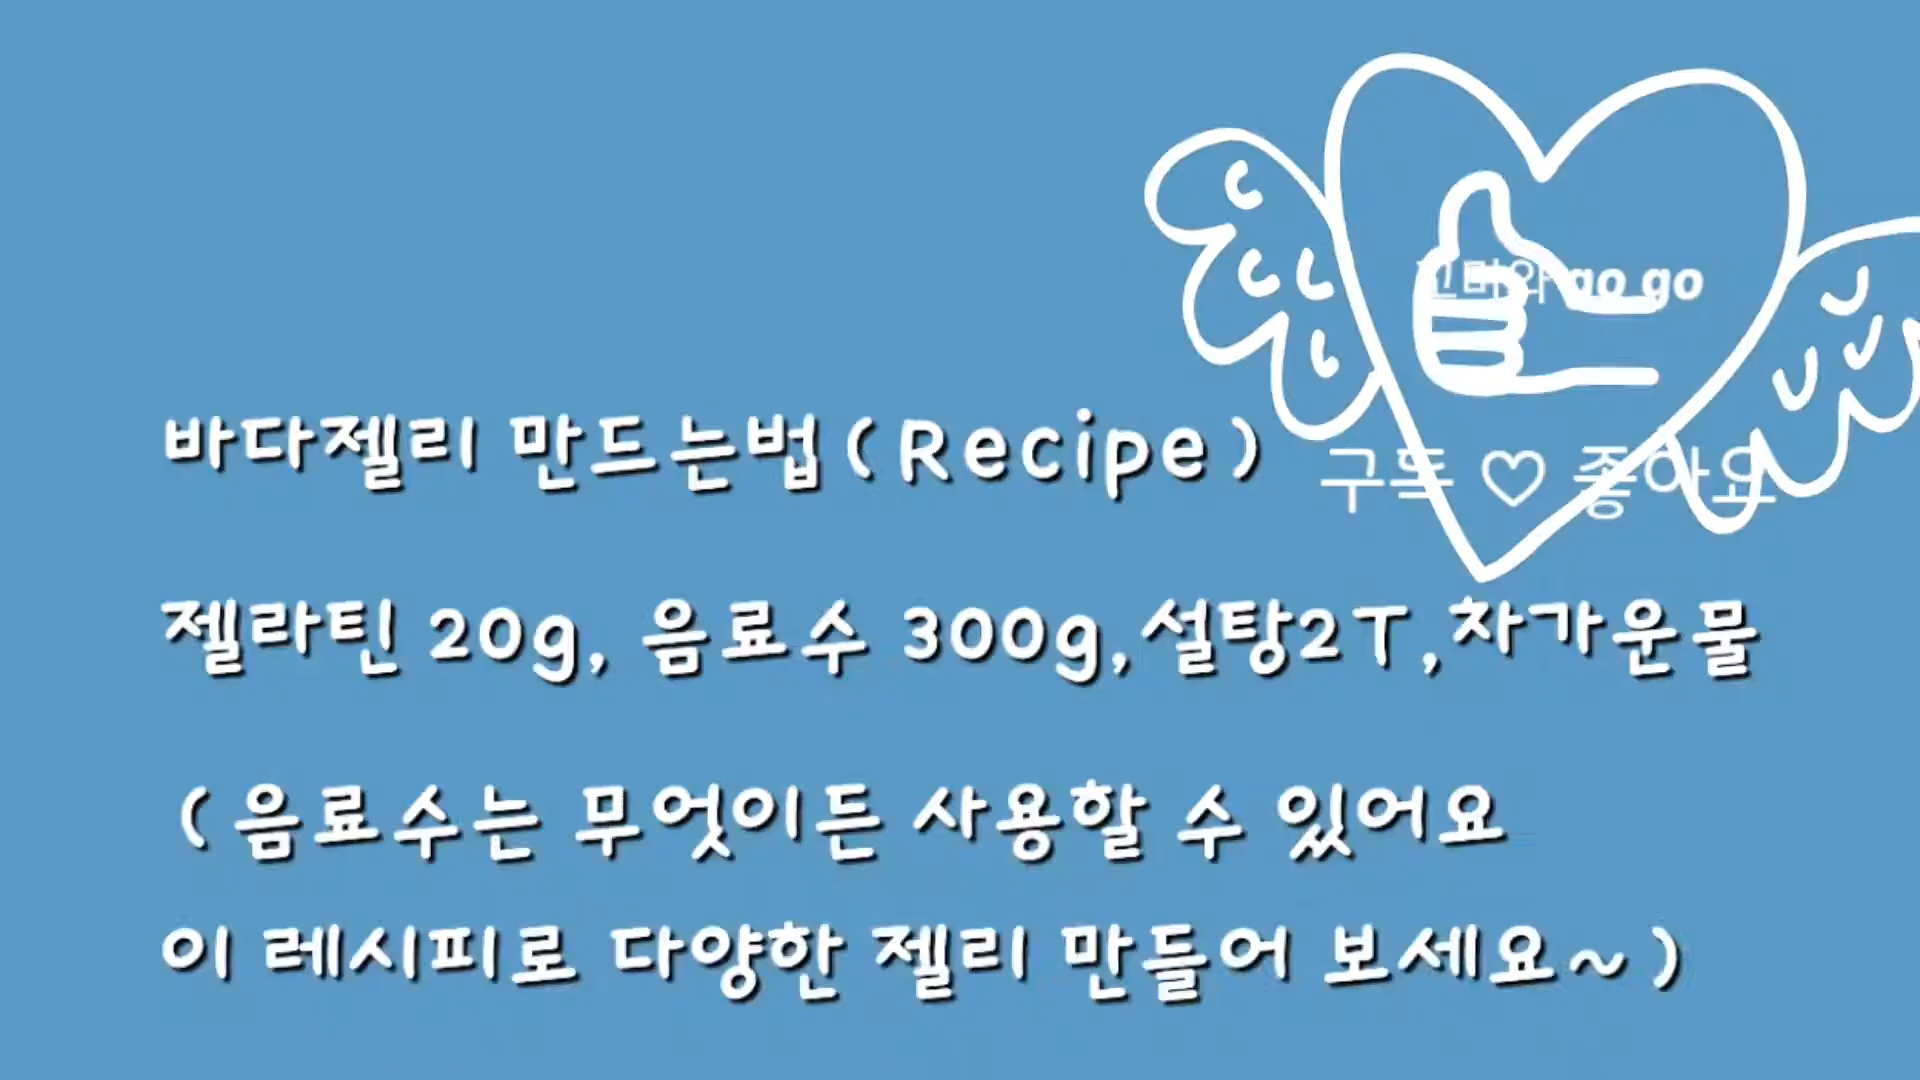 go go
바다젤리 만드는법(Recipe)
구독 ♡ 좋아요
젤라틴 20g, 음료수 300g,설탕2T,차가운물
(음료수는 무엇이든 사용할 수 있어요
이 레시피로 다양한 젤리 만들어 보세요~)